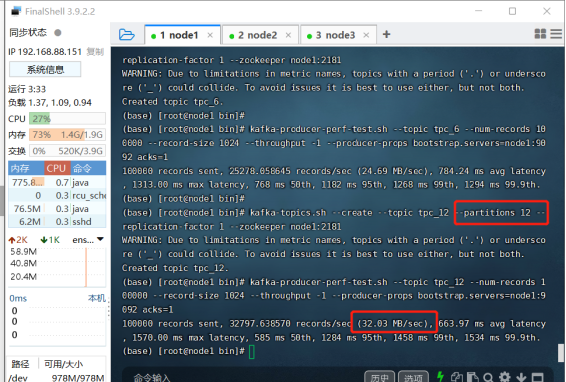 FinalShell 3.9.2.2
同步状态
1 node1
2 node2
3 node3
IP 192.168.88.151 复制
系统信息
运行 3:33
负载 1.37, 1.09, 0.94
CPU 27%
内存 73% 1.4G/1.9G
交换 0% 520K/3.9G
内存 CPU 命令
775.8... 0.7 java
0 0.3 rcu_sche
76.5M 0.3 java
6.2M 0.3 sshd
2K 1K ens...
58.9M
40.8M
20.4M
0ms 本机
0
0
0
路径 可用/大小
/dev 978M/978M
replication-factor 1 --zookeeper node1:2181
WARNING: Due to limitations in metric names, topics with a period ('.') or undersco
re ('_') could collide. To avoid issues it is best to use either, but not both.
Created topic tpc_6.
(base) [root@node1 bin]#
(base) [root@node1 bin]# kafka-producer-perf-test.sh --topic tpc_6 --num-records 10
0000 --record-size 1024 --throughput -1 --producer-props bootstrap.servers=node1:90
92 acks=1
100000 records sent, 25278.058645 records/sec (24.69 MB/sec), 784.24 ms avg latency
, 1313.00 ms max latency, 768 ms 50th, 1182 ms 95th, 1268 ms 99th, 1294 ms 99.9th.
(base) [root@node1 bin]#
(base) [root@node1 bin]# kafka-topics.sh --create --topic tpc_12 --partitions 12 --
replication-factor 1 --zookeeper node1:2181
WARNING: Due to limitations in metric names, topics with a period ('.') or undersco
re ('_') could collide. To avoid issues it is best to use either, but not both.
Created topic tpc_12.
(base) [root@node1 bin]# kafka-producer-perf-test.sh --topic tpc_12 --num-records 1
00000 --record-size 1024 --throughput -1 --producer-props bootstrap.servers=node1:9
092 acks=1
100000 records sent, 32797.638570 records/sec (32.03 MB/sec), 663.97 ms avg latency
, 1570.00 ms max latency, 585 ms 50th, 1284 ms 95th, 1458 ms 99th, 1534 ms 99.9th.
(base) [root@node1 bin]#
命令输入
历史
选项